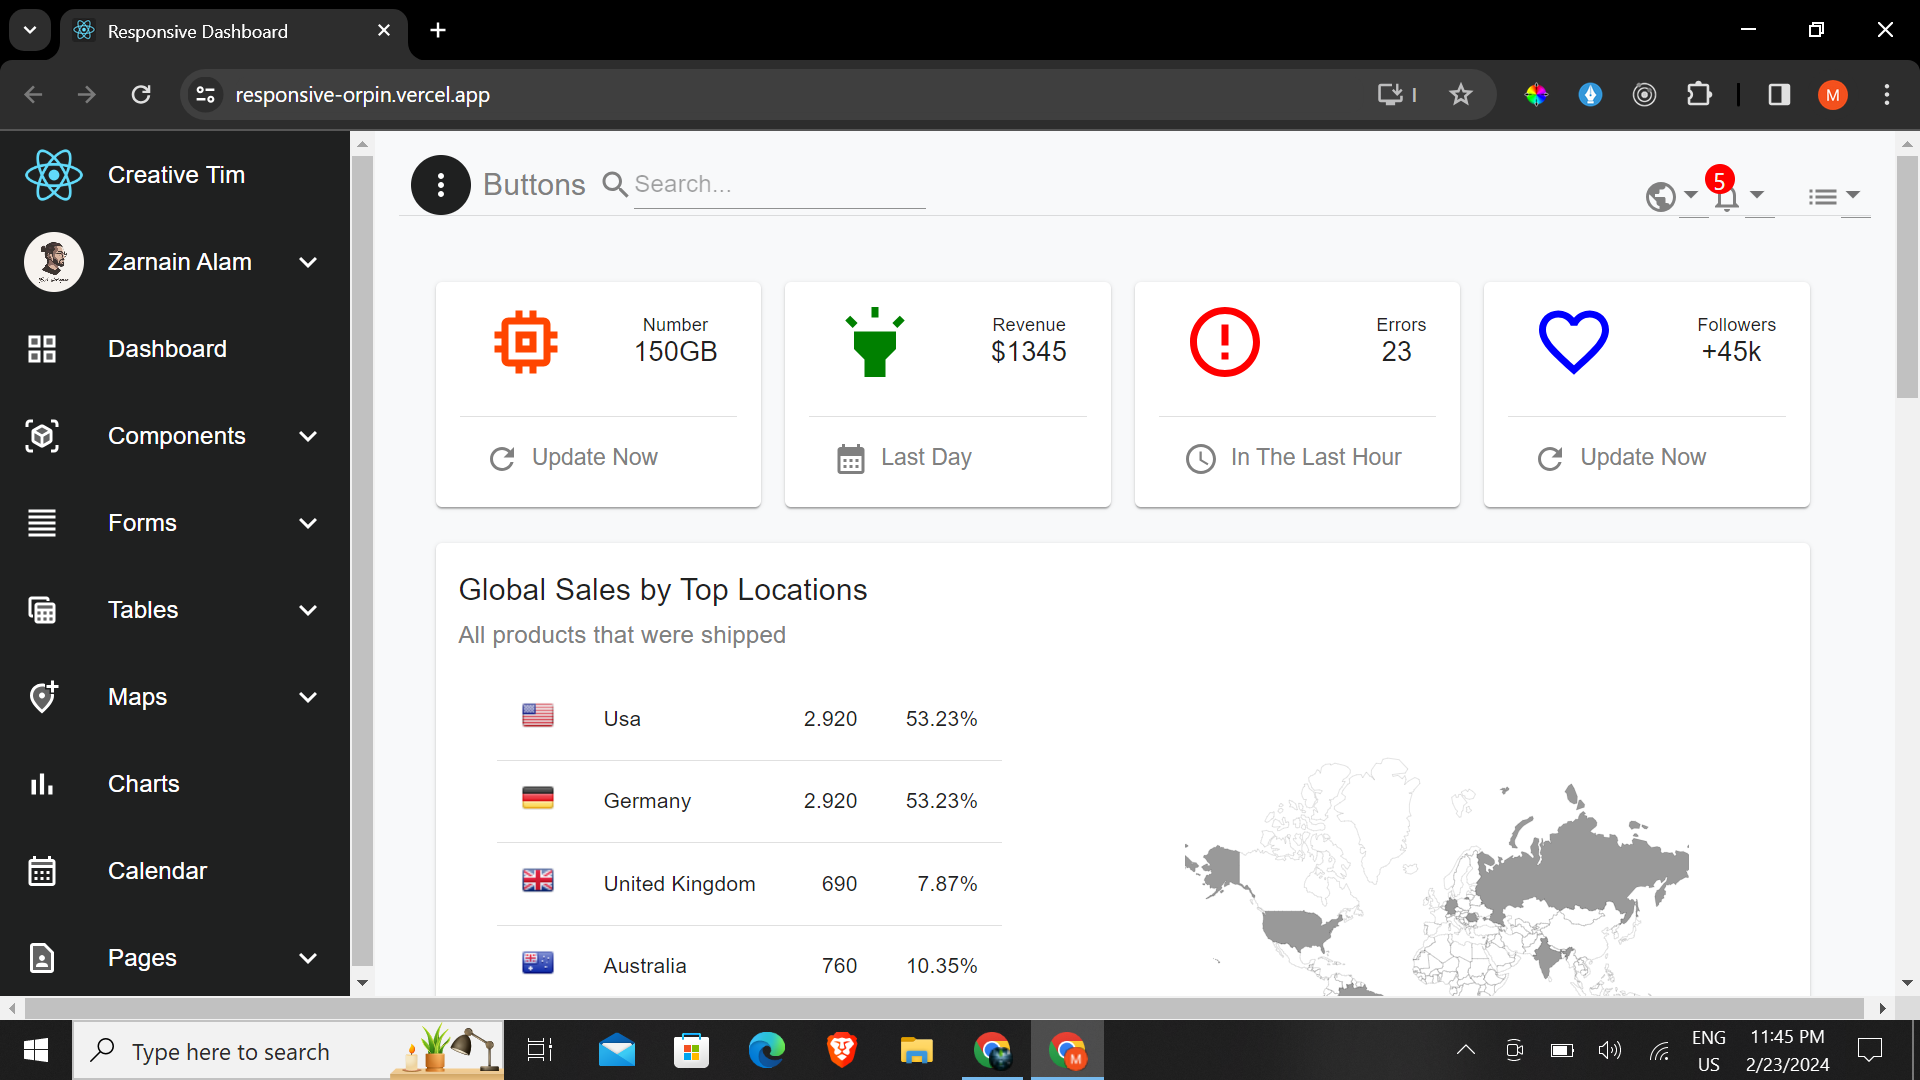 Responsive Dashboard
responsive-orpin.vercel.app
M
Creative Tim
Zarnain Alam
Dashboard
Components
Forms
Tables
Maps
Charts
Calendar
Pages
Buttons
Search...
5
Number
150GB
Update Now
Revenue
$1345
Last Day
Errors
23
In The Last Hour
Followers
+45k
Update Now
Global Sales by Top Locations
All products that were shipped
Usa 2.920 53.23%
Germany 2.920 53.23%
United Kingdom 690 7.87%
Australia 760 10.35%
Type here to search
M
ENG
US
11:45 PM
2/23/2024